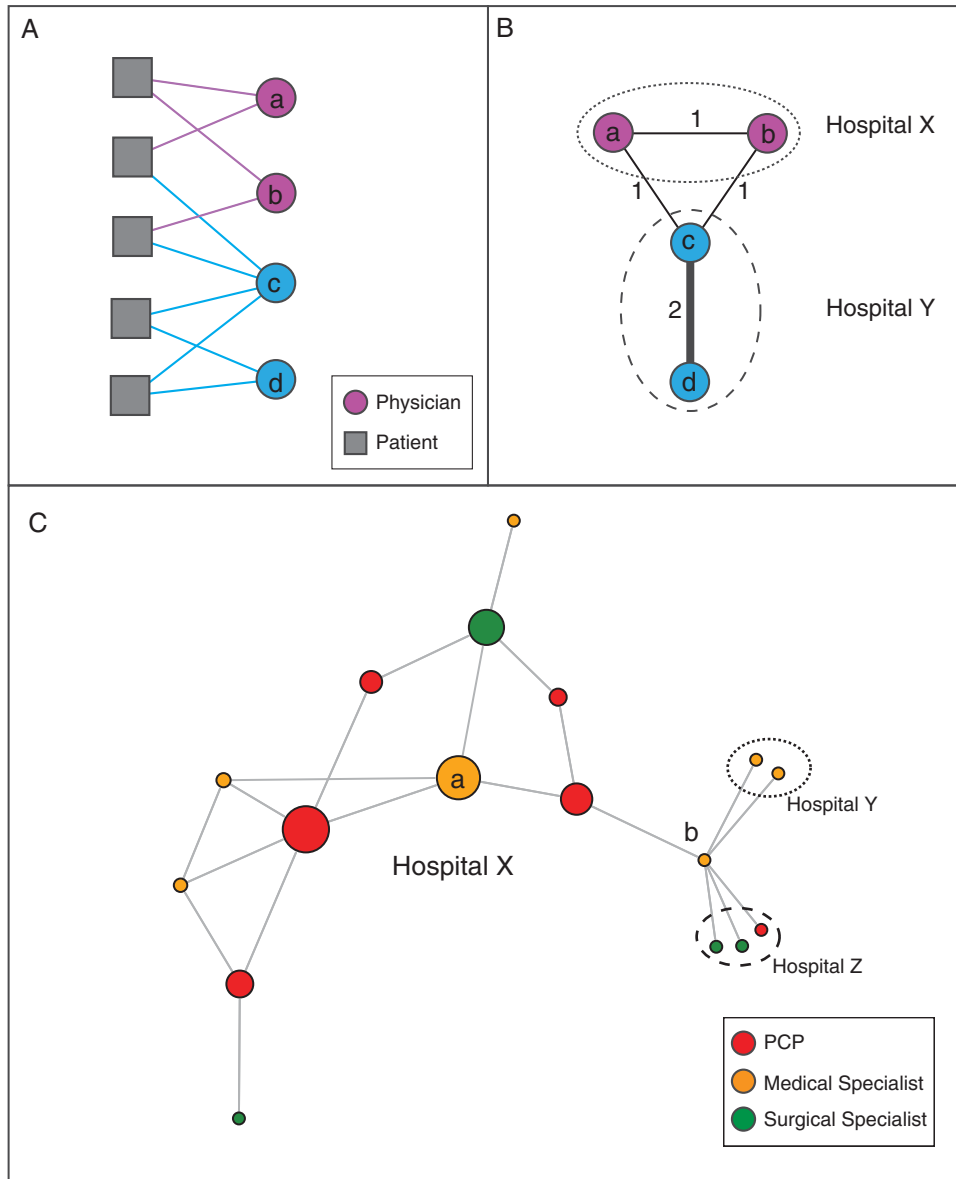 A
a
b
c
d
Physician
Patient
B
1
a
b
Hospital X
1
1
c
2
Hospital Y
d
C
a
Hospital X
b
Hospital Y
Hospital Z
PCP
Medical Specialist
Surgical Specialist